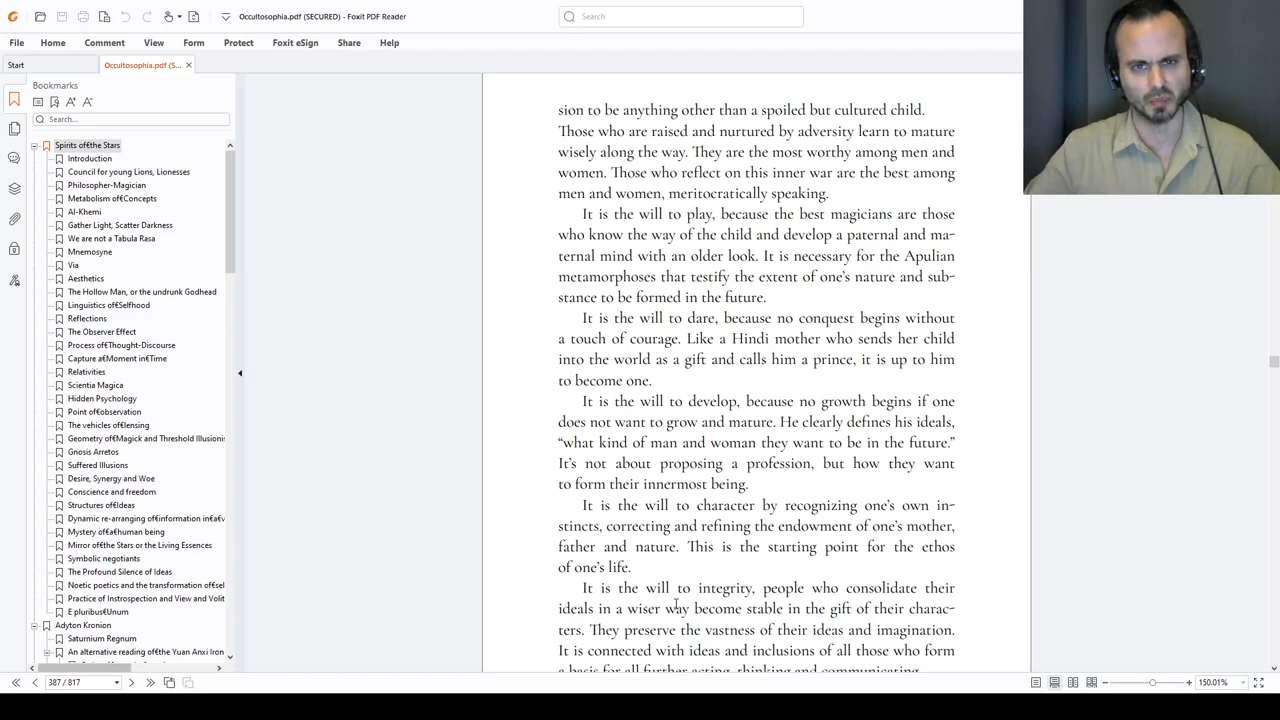 Occultosophia.pdf (SECURED) - Foxit PDF Reader
Search
File Home Comment View Form Protect Foxit eSign Share Help
Start
Occultosophia.pdf (S...
Bookmarks
Search...
Spirits of€the Stars
Introduction
Council for young Lions, Lionesses
Philosopher-Magician
Metabolism of€Concepts
Al-Khemi
Gather Light, Scatter Darkness
We are not a Tabula Rasa
Mnemosyne
Via
Aesthetics
The Hollow Man, or the undrunk Godhead
Linguistics of€Selfhood
Reflections
The Observer Effect
Process of€Thought-Discourse
Capture a€Moment in€Time
Relativities
Scientia Magica
Hidden Psychology
Point of€observation
The vehicles of€lensing
Geometry of€Magick and Threshold Illusionis
Gnosis Arretos
Suffered Illusions
Desire, Synergy and Woe
Conscience and freedom
Structures of€Ideas
Dynamic re-arranging of€information in€a€v
Mystery of€a€human being
Mirror of€the Stars or the Living Essences
Symbolic negotiants
The Profound Silence of Ideas
Noetic poetics and the transformation of€sel
Practice of Instrospection and View and Volit
E pluribus€Unum
Adyton Kronion
Saturnium Regnum
An alternative reading of€the Yuan Anxi Iron
sion to be anything other than a spoiled but cultured child.
Those who are raised and nurtured by adversity learn to mature
wisely along the way. They are the most worthy among men and
women. Those who reflect on this inner war are the best among
men and women, meritocratically speaking.
It is the will to play, because the best magicians are those
who know the way of the child and develop a paternal and ma-
ternal mind with an older look. It is necessary for the Apulian
metamorphoses that testify the extent of one's nature and sub-
stance to be formed in the future.
It is the will to dare, because no conquest begins without
a touch of courage. Like a Hindi mother who sends her child
into the world as a gift and calls him a prince, it is up to him
to become one.
It is the will to develop, because no growth begins if one
does not want to grow and mature. He clearly defines his ideals,
“what kind of man and woman they want to be in the future.”
It's not about proposing a profession, but how they want
to form their innermost being.
It is the will to character by recognizing one's own in-
stincts, correcting and refining the endowment of one's mother,
father and nature. This is the starting point for the ethos
of one's life.
It is the will to integrity, people who consolidate their
ideals in a wiser way become stable in the gift of their charac-
ters. They preserve the vastness of their ideas and imagination.
It is connected with ideas and inclusions of all those who form
a basis for all further acting, thinking and communicating.
387 / 817
150.01%